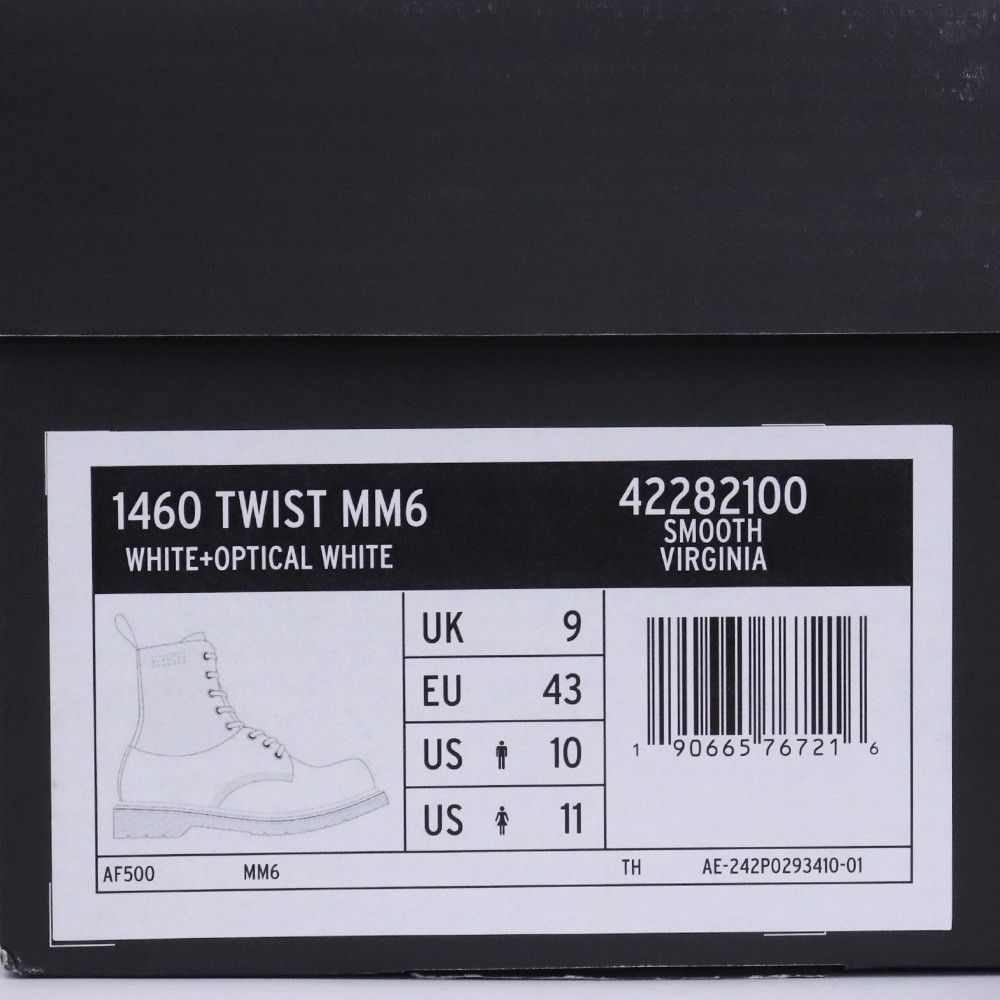 1460 TWIST MM6
WHITE+OPTICAL WHITE
42282100
SMOOTH
VIRGINIA
UK 9
EU 43
US 10
US 11
1 90665 76721 6
AF500 MM6 TH AE-242P0293410-01